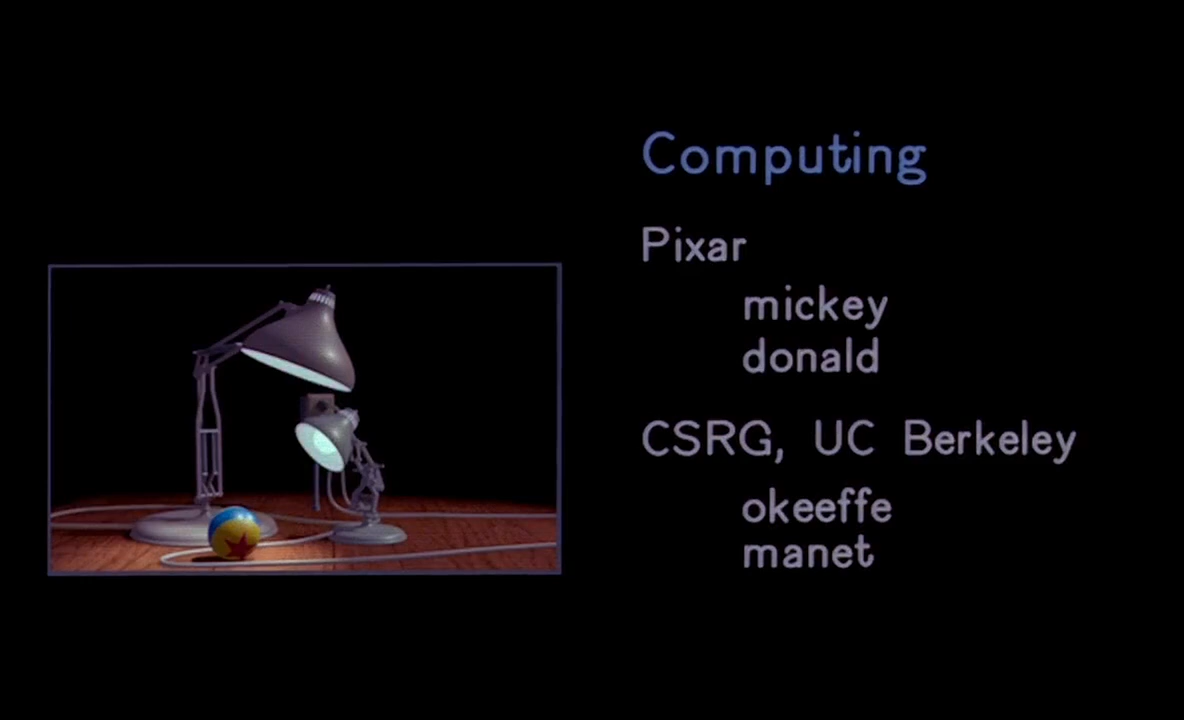 Computing
Pixar
mickey
donald
CSRG, UC Berkeley
okeeffe
manet